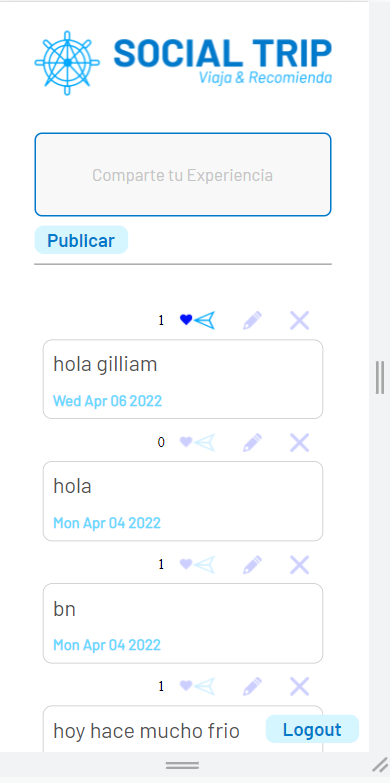 SOCIAL TRIP
Viaja & Recomienda
Comparte tu Experiencia
Publicar
1
hola gilliam
Wed Apr 06 2022
0
hola
Mon Apr 04 2022
1
bn
Mon Apr 04 2022
1
hoy hace mucho frio
Logout